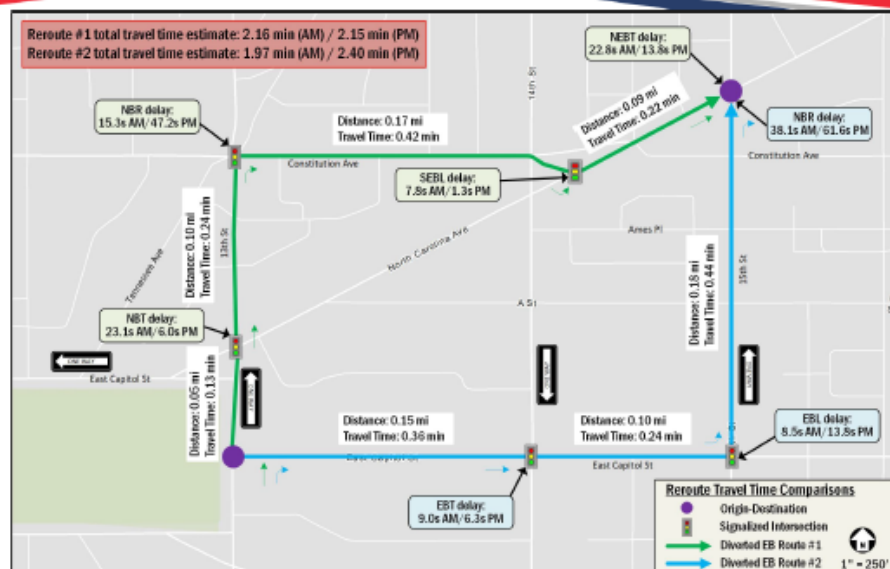 Reroute #1 total travel time estimate: 2.16 min (AM) / 2.15 min (PM)
Reroute #2 total travel time estimate: 1.97 min (AM) / 2.40 min (PM)
NEBT delay:
22.8s AM/13.8s PM
14th St
NBR delay:
15.3s AM/47.2s PM
Distance: 0.17 mi
Travel Time: 0.42 min
Distance: 0.09 mi
Travel Time: 0.22 min
NBR delay:
38.1s AM/61.6s PM
Constitution Ave
Constitution Ave
SEBL delay:
7.8s AM/1.3s PM
Distance: 0.10 mi
Travel Time: 0.24 min
13th St
Tennessee Ave
North Carolina Ave
Ames Pl
Distance: 0.18 mi
Travel Time: 0.44 min
15th St
A St
NBT delay:
23.1s AM/6.0s PM
ONE WAY
East Capitol St
Distance: 0.05 mi
Travel Time: 0.13 min
ONE WAY
ONE WAY
ONE WAY
Distance: 0.15 mi
Travel Time: 0.36 min
Distance: 0.10 mi
Travel Time: 0.24 min
EBL delay:
8.5s AM/13.8s PM
East Capitol St
East Capitol St
EBT delay:
9.0s AM/6.3s PM
Reroute Travel Time Comparisons
Origin-Destination
Signalized Intersection
Diverted EB Route #1
Diverted EB Route #2
N
1" = 250'